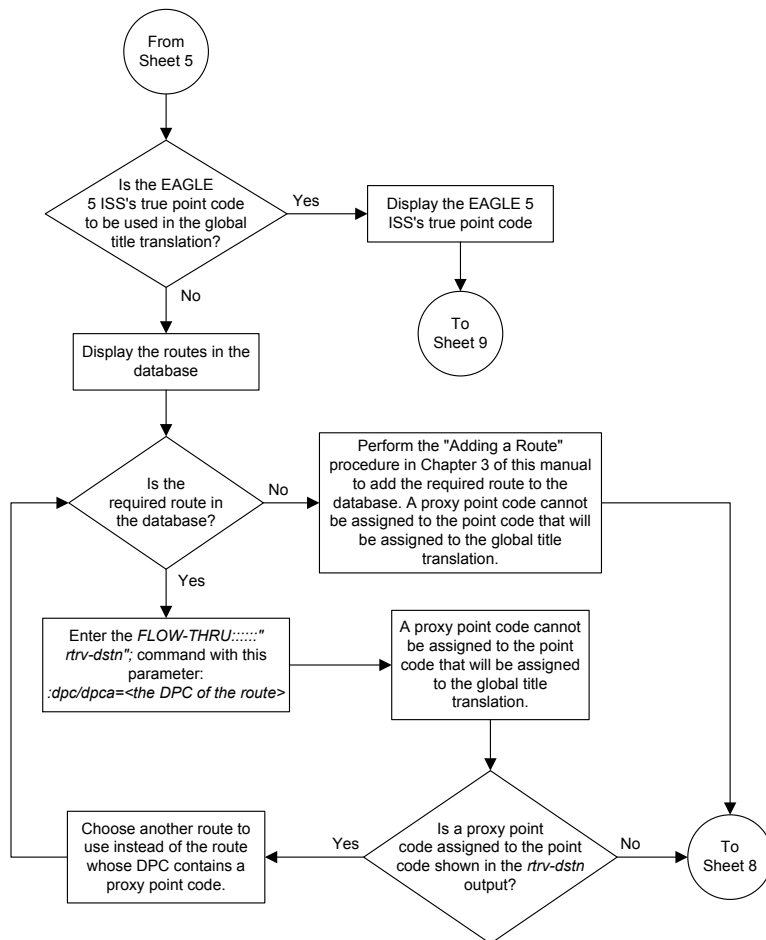 From
Sheet 5
Is the EAGLE
5 ISS's true point code
to be used in the global
title translation?
Yes
Display the EAGLE 5
ISS's true point code
No
To
Sheet 9
Display the routes in the
database
Is the
required route in
the database?
No
Perform the "Adding a Route"
procedure in Chapter 3 of this manual
to add the required route to the
database. A proxy point code cannot
be assigned to the point code that will
be assigned to the global title
translation.
Yes
Enter the FLOW-THRU::::::"
rtrv-dstn"; command with this
parameter:
:dpc/dpca=<the DPC of the route>
A proxy point code cannot
be assigned to the point
code that will be assigned
to the global title
translation.
Is a proxy point
code assigned to the point
code shown in the rtrv-dstn
output?
Yes
Choose another route to
use instead of the route
whose DPC contains a
proxy point code.
No
To
Sheet 8